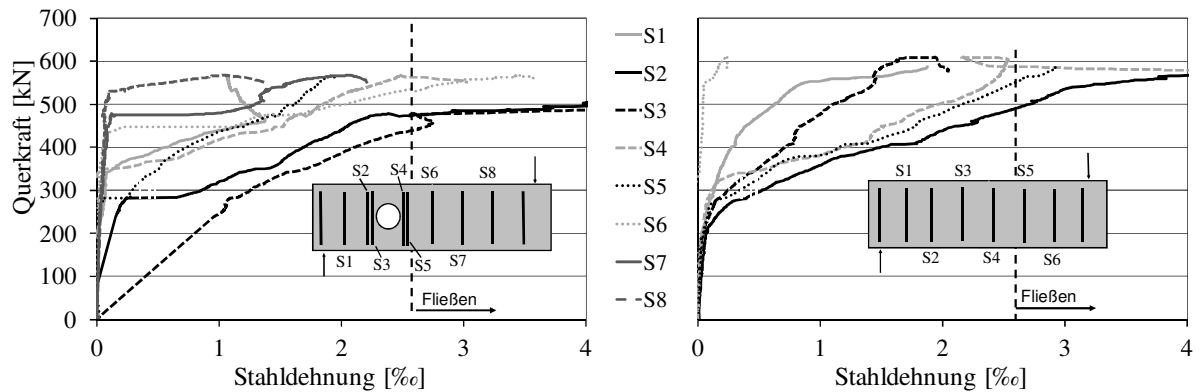 Querkraft [kN]
700
600
500
400
300
200
100
0
0 1 2 3 4
Stahldehnung [‰]
S2 S4 S6 S8
S1 S3 S5 S7
Fließen
S1
S2
S3
S4
S5
S6
S7
S8
S1 S3 S5
S2 S4 S6
Fließen
0 1 2 3 4
Stahldehnung [‰]